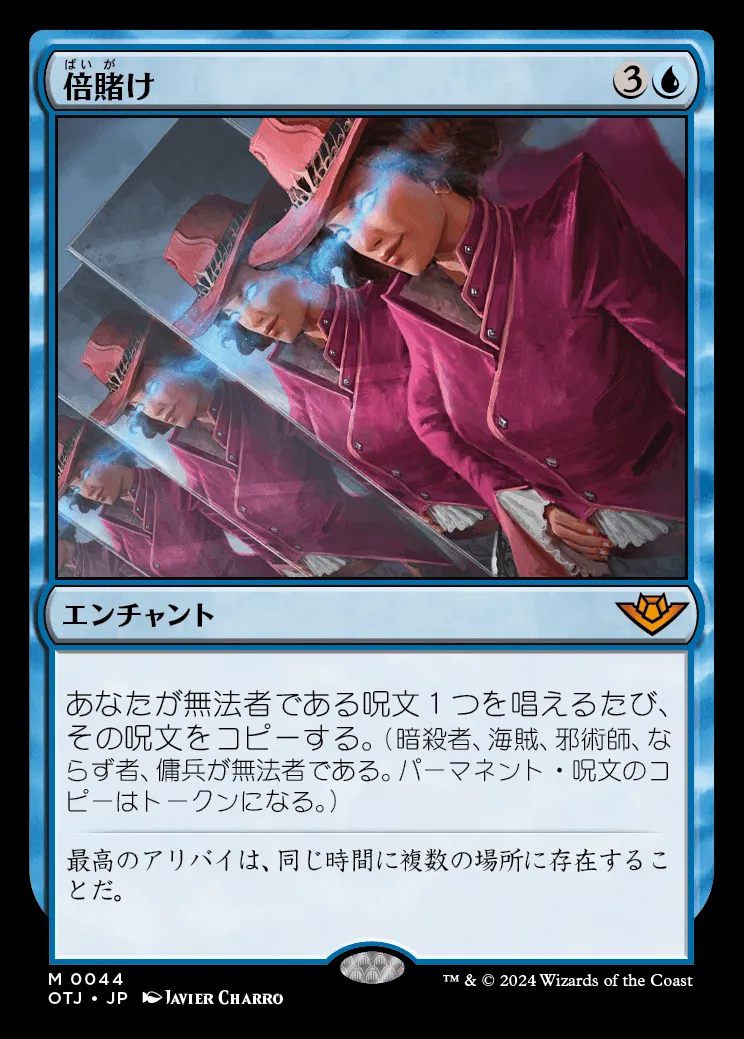 ばいが
倍賭け
3
エンチャント
あなたが無法者である呪文1つを唱えるたび、
その呪文をコピーする。(暗殺者、海賊、邪術師、な
らず者、傭兵が無法者である。パーマネント・呪文のコ
ピーはトークンになる。)
最高のアリバイは、同じ時間に複数の場所に存在するこ
とだ。
M 0044
OTJ • JP Javier Charro
™ & © 2024 Wizards of the Coast